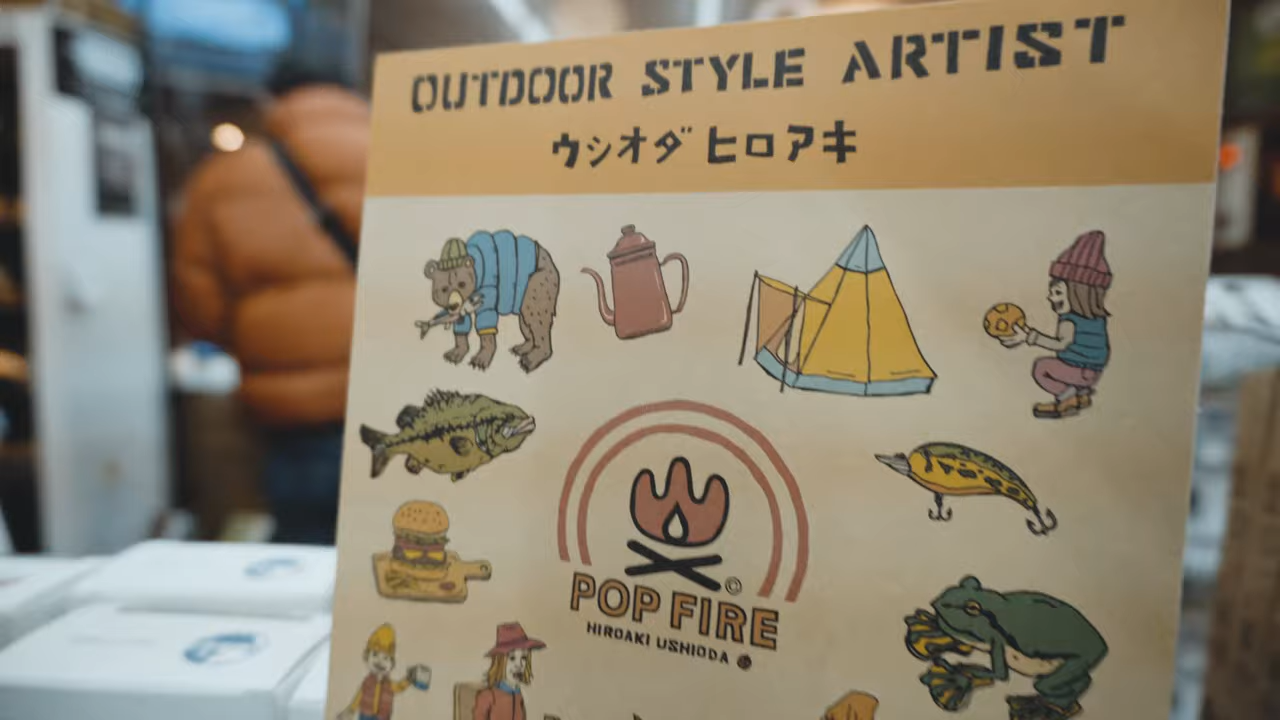 OUTDOOR STYLE ARTIST
ウシオダ ヒロアキ
©
POP FIRE
HIROAKI USHIODA